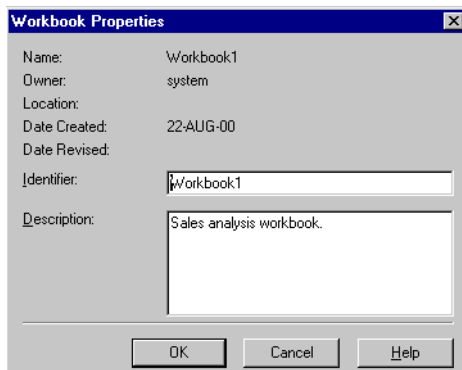 Workbook Properties
Name: Workbook1
Owner: system
Location:
Date Created: 22-AUG-00
Date Revised:
Identifier: Workbook1
Description: Sales analysis workbook.
OK Cancel Help